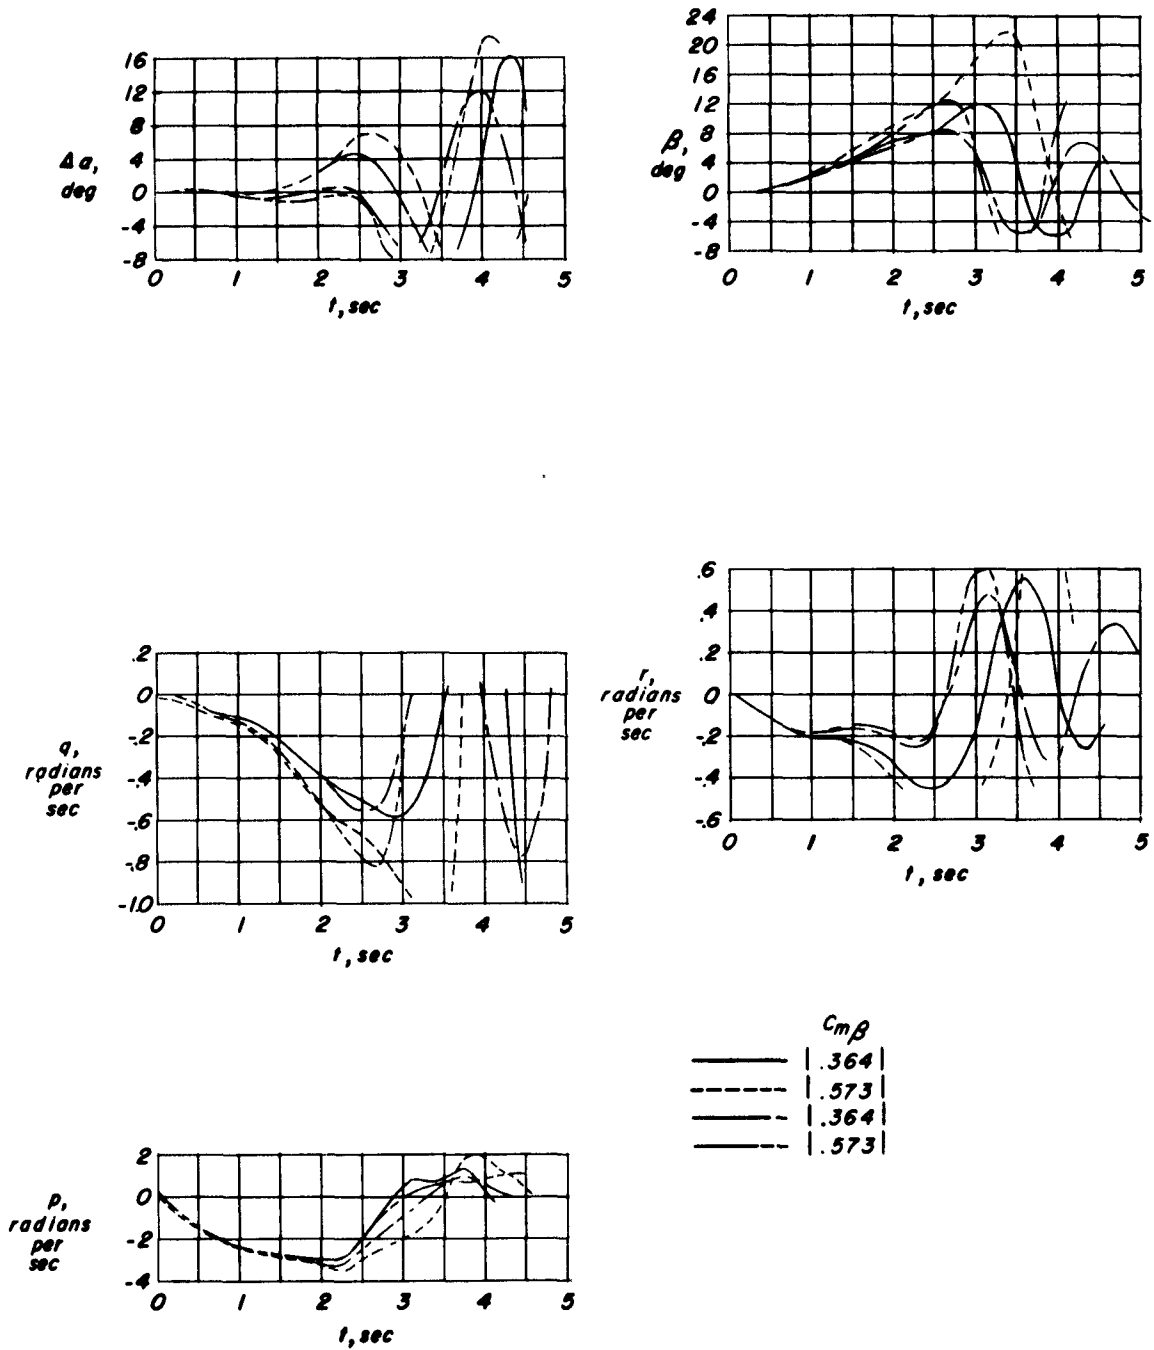 16
12
8
4
0
-4
-8
Δa,
deg
0 1 2 3 4 5
t, sec
24
20
16
12
8
4
0
-4
-8
β,
deg
0 1 2 3 4 5
t, sec
.2
0
-.2
-.4
-.6
-.8
-1.0
q,
radians
per
sec
0 1 2 3 4 5
t, sec
.6
.4
.2
0
-.2
-.4
-.6
r,
radians
per
sec
0 1 2 3 4 5
t, sec
Cmβ
|.364|
|.573|
|.364|
|.573|
2
0
-2
-4
p,
radians
per
sec
0 1 2 3 4 5
t, sec